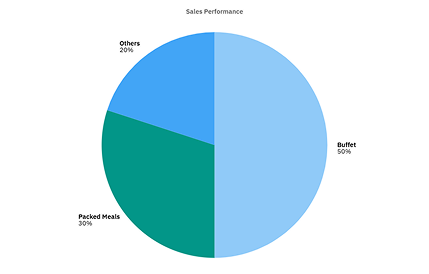 Sales Performance
Others
20%
Buffet
50%
Packed Meals
30%